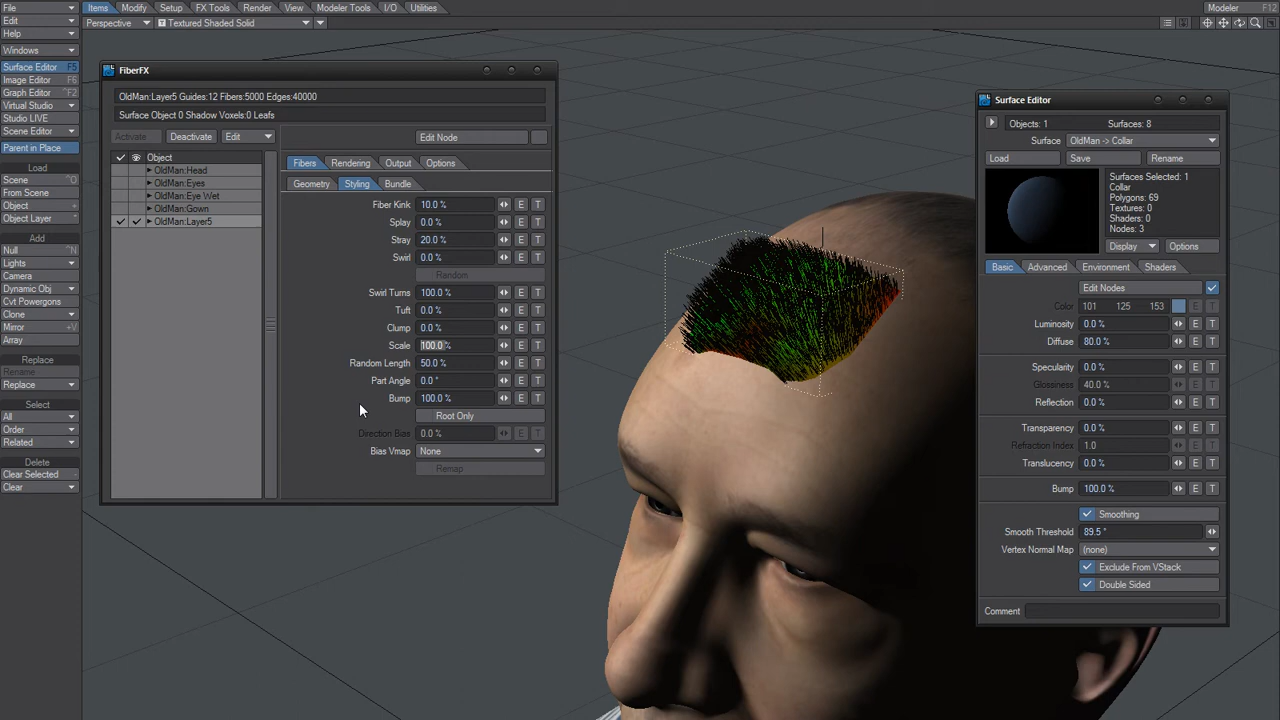 File Items Modify Setup FX Tools Render View Modeler Tools I/O Utilities Modeler F12
Edit Perspective T Textured Shaded Solid
Help
Windows
Surface Editor F5
Image Editor F6
Graph Editor ^F2
Virtual Studio
Studio LIVE
Scene Editor
Parent in Place
Load
Scene ^O
From Scene
Object +
Object Layer *
Add
Null
Lights
Camera
Dynamic Obj
Cvt Powergons
Clone
Mirror +V
Array
Replace
Rename
Replace
Select
All
Order
Related
Delete
Clear Selected -
Clear
FiberFX
OldMan:Layer5 Guides:12 Fibers:5000 Edges:40000
Surface Object 0 Shadow Voxels:0 Leafs
Activate Deactivate Edit Edit Node
Object
OldMan:Head
OldMan:Eyes
OldMan:Eye Wet
OldMan:Gown
OldMan:Layer5
Fibers Rendering Output Options
Geometry Styling Bundle
Fiber Kink 10.0 % E T
Splay 0.0 % E T
Stray 20.0 % E T
Swirl 0.0 % E T
Random
Swirl Turns 100.0 % E T
Tuft 0.0 % E T
Clump 0.0 % E T
Scale 100.0 % E T
Random Length 50.0 % E T
Part Angle 0.0 ° E T
Bump 100.0 % E T
Root Only
Direction Bias 0.0 % E T
Bias Vmap None
Remap
Surface Editor
Objects: 1 Surfaces: 8
Surface OldMan -> Collar
Load Save Rename
Surfaces Selected: 1
Collar
Polygons: 69
Textures: 0
Shaders: 0
Nodes: 3
Display Options
Basic Advanced Environment Shaders
Edit Nodes
Color 101 125 153 E T
Luminosity 0.0 % E T
Diffuse 80.0 % E T
Specularity 0.0 % E T
Glossiness 40.0 % E T
Reflection 0.0 % E T
Transparency 0.0 % E T
Refraction Index 1.0 E T
Translucency 0.0 % E T
Bump 100.0 % E T
Smoothing
Smooth Threshold 89.5 °
Vertex Normal Map (none)
Exclude From VStack
Double Sided
Comment